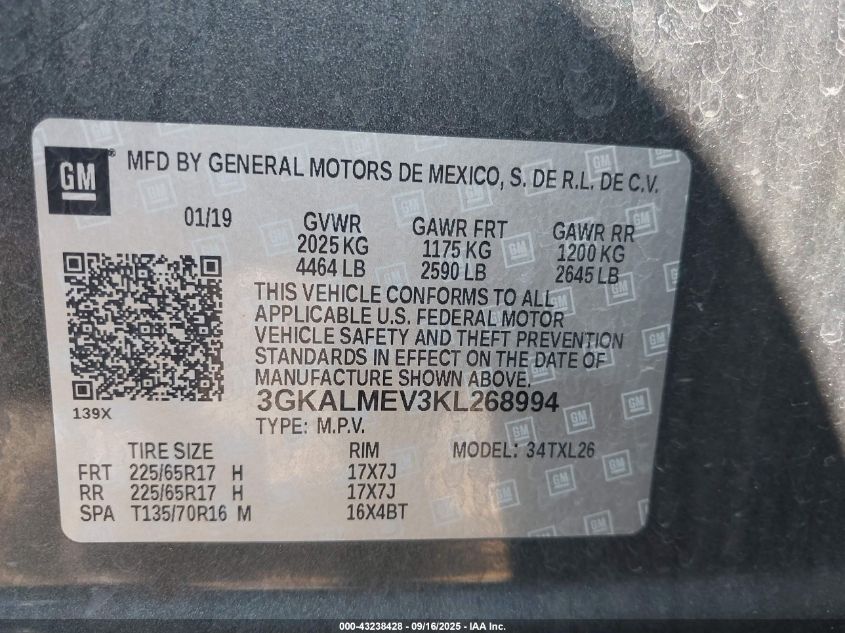 GM
MFD BY GENERAL MOTORS DE MEXICO, S. DE R.L. DE C.V.
01/19 GVWR GAWR FRT GAWR RR
2025 KG 1175 KG 1200 KG
4464 LB 2590 LB 2645 LB
THIS VEHICLE CONFORMS TO ALL
APPLICABLE U.S. FEDERAL MOTOR
VEHICLE SAFETY AND THEFT PREVENTION
STANDARDS IN EFFECT ON THE DATE OF
MANUFACTURE SHOWN ABOVE.
139X
3GKALMEV3KL268994
TYPE: M.P.V.
TIRE SIZE RIM MODEL: 34TXL26
FRT 225/65R17 H 17X7J
RR 225/65R17 H 17X7J
SPA T135/70R16 M 16X4BT
000-43238428 - 09/16/2025 - IAA Inc.